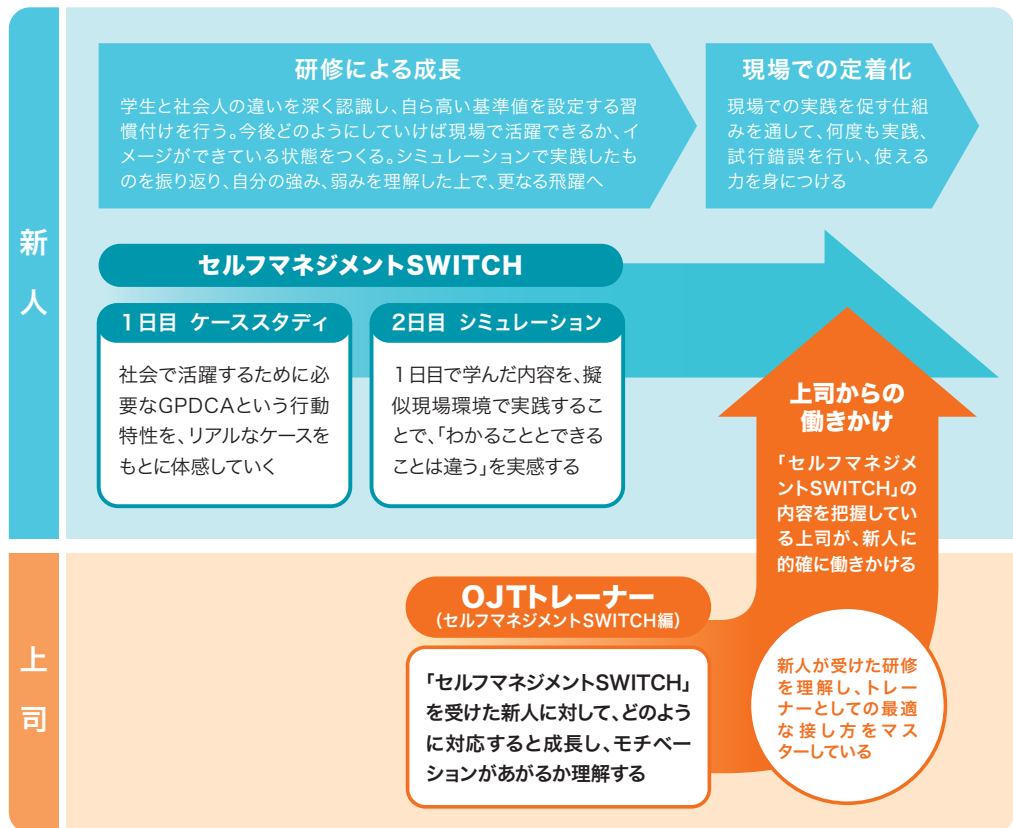 新人
研修による成長
学生と社会人の違いを深く認識し、自ら高い基準値を設定する習
慣付けを行う。今後どのようにしていけば現場で活躍できるか、イ
メージができている状態をつくる。シミュレーションで実践したも
のを振り返り、自分の強み、弱みを理解した上で、更なる飛躍へ
現場での定着化
現場での実践を促す仕組
みを通して、何度も実践、
試行錯誤を行い、使える
力を身につける
セルフマネジメントSWITCH
1日目 ケーススタディ
社会で活躍するために必
要なGPDCAという行動
特性を、リアルなケースを
もとに体感していく
2日目 シミュレーション
1日目で学んだ内容を、擬
似現場環境で実践するこ
とで、「わかることとできる
ことは違う」を実感する
上司からの
働きかけ
「セルフマネジメ
ントSWITCH」の
内容を把握してい
る上司が、新人に
的確に働きかける
上司
OJTトレーナー
（セルフマネジメントSWITCH編）
「セルフマネジメントSWITCH」
を受けた新人に対して、どのよう
に対応すると成長し、モチベー
ションがあがるか理解する
新人が受けた研修
を理解し、トレー
ナーとしての最適
な接し方をマス
ターしている